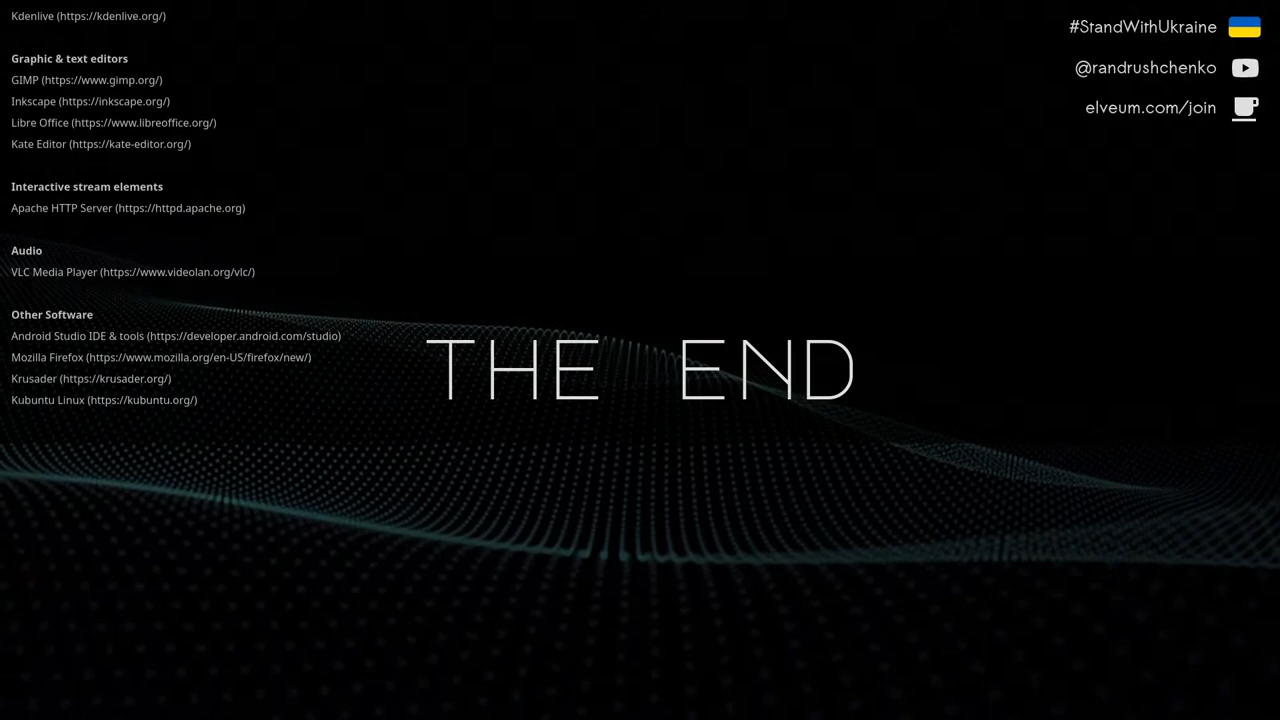 Kdenlive (https://kdenlive.org/)
Graphic & text editors
GIMP (https://www.gimp.org/)
Inkscape (https://inkscape.org/)
Libre Office (https://www.libreoffice.org/)
Kate Editor (https://kate-editor.org/)
Interactive stream elements
Apache HTTP Server (https://httpd.apache.org)
Audio
VLC Media Player (https://www.videolan.org/vlc/)
Other Software
Android Studio IDE & tools (https://developer.android.com/studio)
Mozilla Firefox (https://www.mozilla.org/en-US/firefox/new/)
Krusader (https://krusader.org/)
Kubuntu Linux (https://kubuntu.org/)
#StandWithUkraine
@randrushchenko
elveum.com/join
THE END